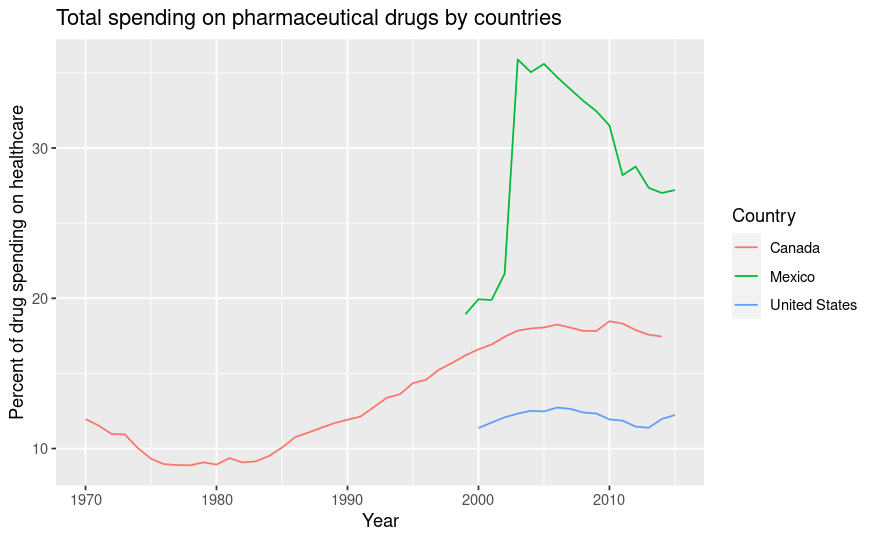 Total spending on pharmaceutical drugs by countries
Percent of drug spending on healthcare
30
20
10
1970 1980 1990 2000 2010
Year
Country
Canada
Mexico
United States